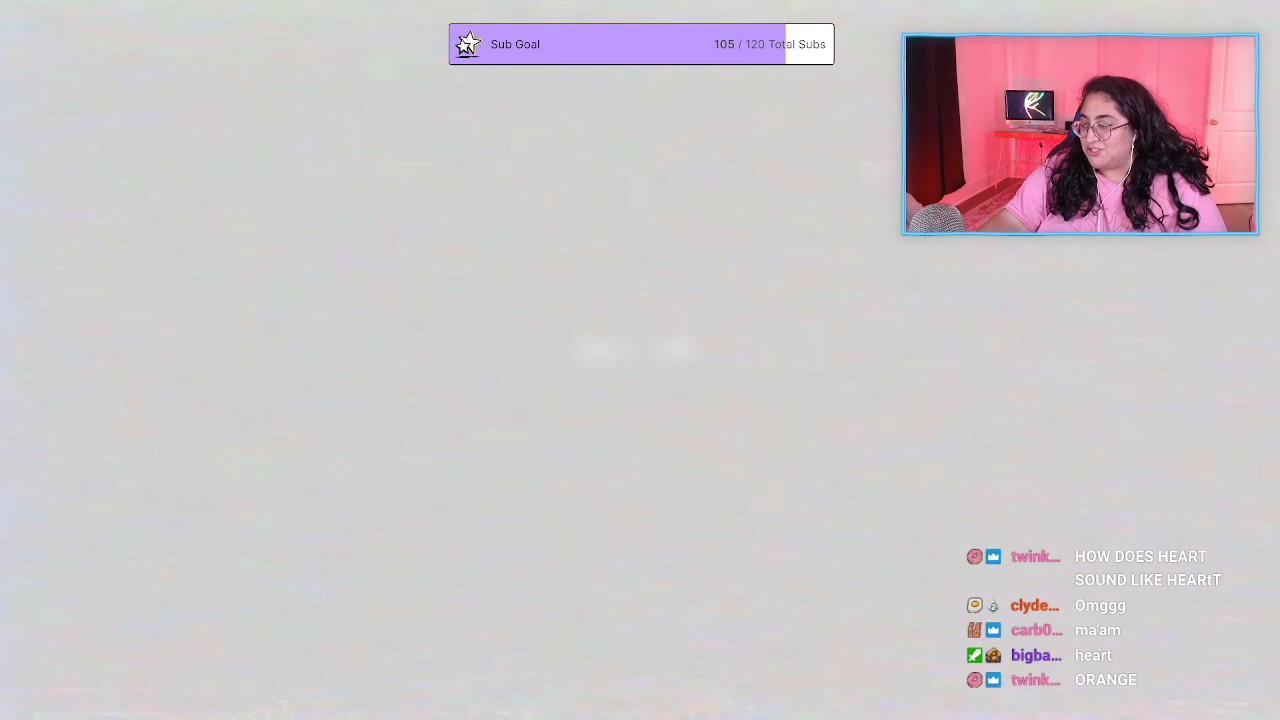 Sub Goal
105 / 120 Total Subs
twink... HOW DOES HEART
SOUND LIKE HEARtT
clyde... Omggg
carb0... ma'am
bigba... heart
twink... ORANGE